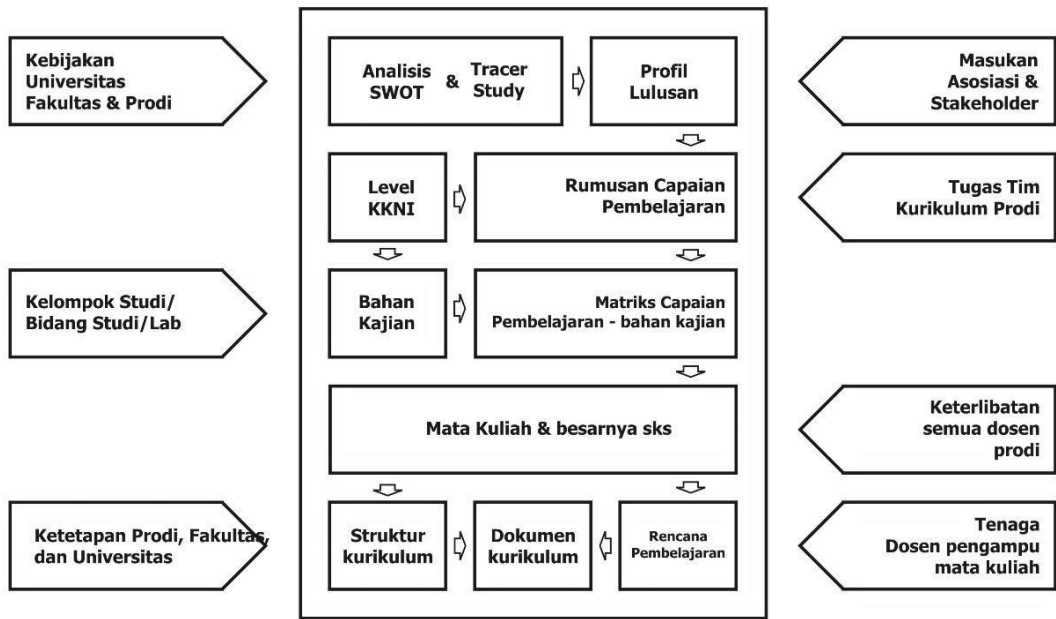 Kebijakan
Universitas
Fakultas & Prodi
Analisis
SWOT
&
Tracer
Study
Profil
Lulusan
Masukan
Asosiasi &
Stakeholder
Level
KKNI
Rumusan Capaian
Pembelajaran
Tugas Tim
Kurikulum Prodi
Kelompok Studi/
Bidang Studi/Lab
Bahan
Kajian
Matriks Capaian
Pembelajaran - bahan kajian
Mata Kuliah & besarnya sks
Keterlibatan
semua dosen
prodi
Ketetapan Prodi, Fakultas,
dan Universitas
Struktur
kurikulum
Dokumen
kurikulum
Rencana
Pembelajaran
Tenaga
Dosen pengampu
mata kuliah